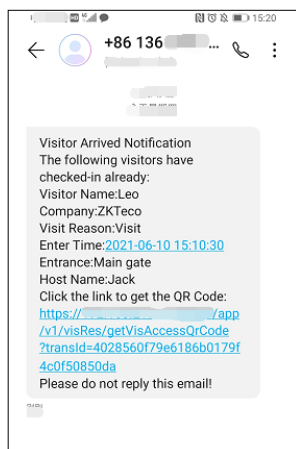 15:20
+86 136
...
Visitor Arrived Notification
The following visitors have
checked-in already:
Visitor Name:Leo
Company:ZKTeco
Visit Reason:Visit
Enter Time:2021-06-10 15:10:30
Entrance:Main gate
Host Name:Jack
Click the link to get the QR Code:
https:/ /app
/v1/visRes/getVisAccessQrCode
?transId=4028560f79e6186b0179f
4c0f50850da
Please do not reply this email!